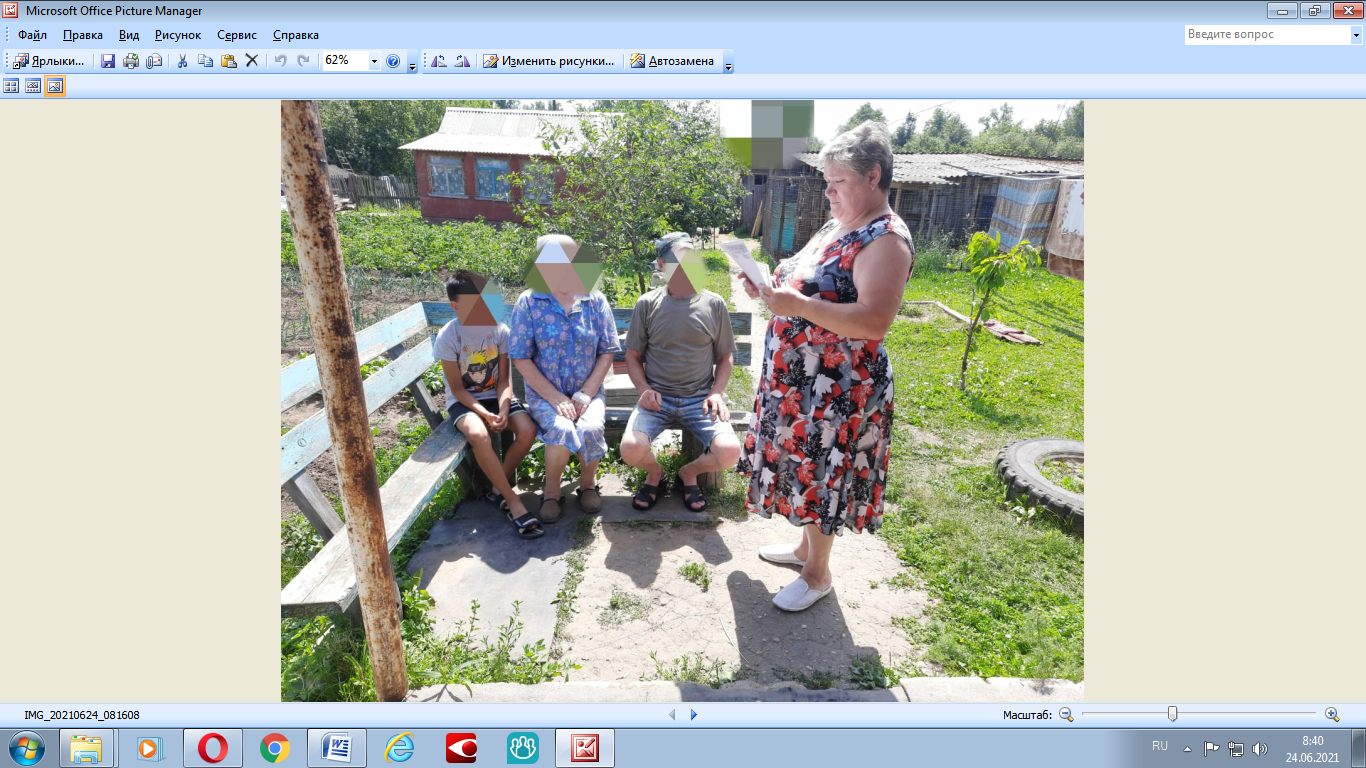 Microsoft Office Picture Manager
Файл Правка Вид Рисунок Сервис Справка
Введите вопрос
Ярлыки... 62% Изменить рисунки... Автозамена
IMG_20210624_081608
Масштаб:
RU
8:40
24.06.2021